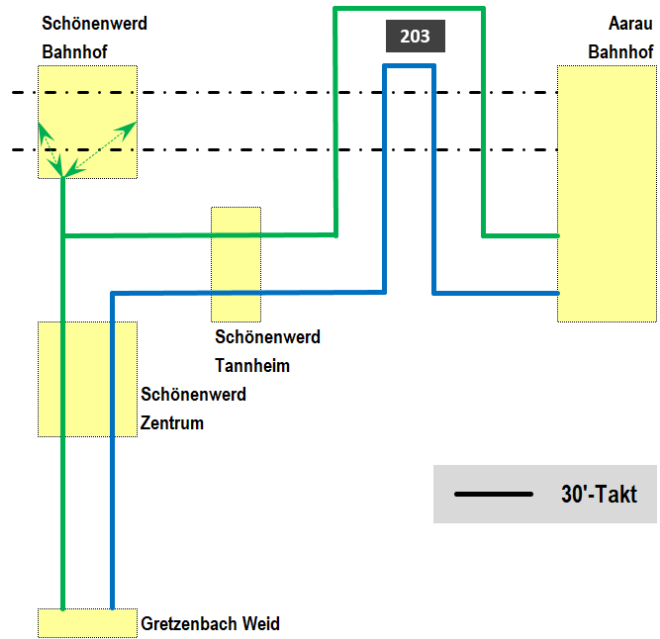 Schönenwerd
Bahnhof
203
Aarau
Bahnhof
Schönenwerd
Tannheim
Schönenwerd
Zentrum
30'-Takt
Gretzenbach Weid